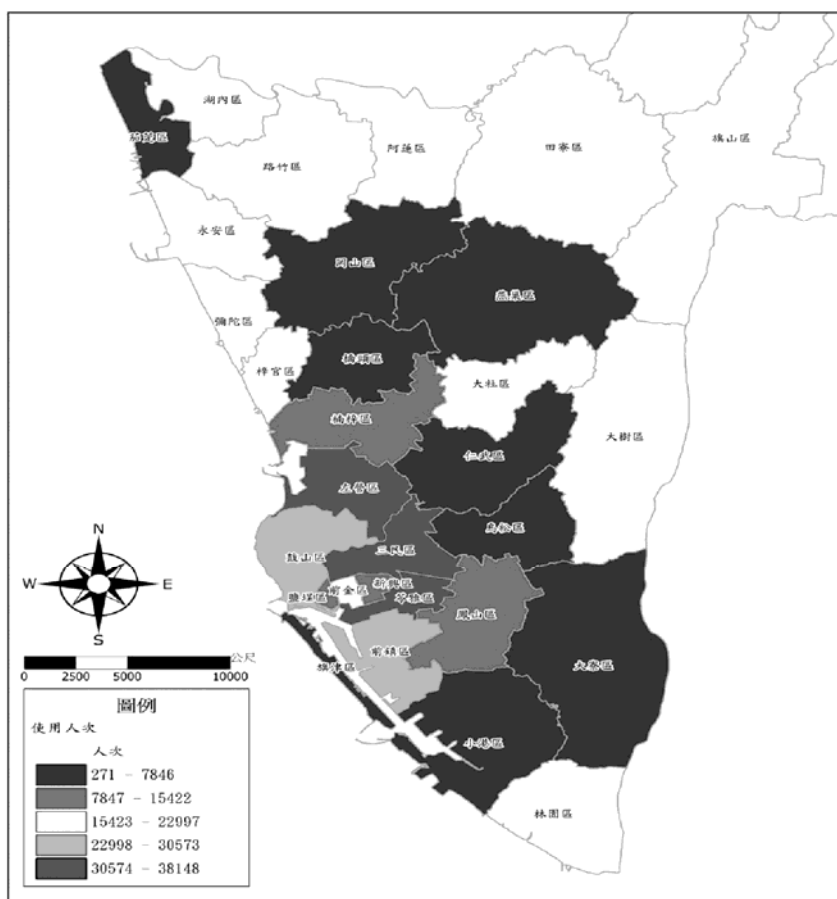 湖內區
茄萣區
阿蓮區
田寮區
旗山區
路竹區
永安區
岡山區
燕巢區
彌陀區
橋頭區
梓官區
大社區
楠梓區
大樹區
仁武區
左營區
鳥松區
三民區
鼓山區
新興區
前金區
鹽埕區
苓雅區
鳳山區
前鎮區
旗津區
大寮區
小港區
林園區
N
W
E
S
公尺
0 2500 5000 10000
圖例
使用人次
人次
271 - 7846
7847 - 15422
15423 - 22997
22998 - 30573
30574 - 38148